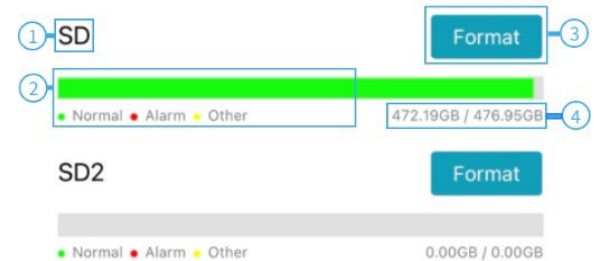 1 SD Format 3
2
Normal Alarm Other 472.19GB / 476.95GB 4
SD2 Format
Normal Alarm Other 0.00GB / 0.00GB